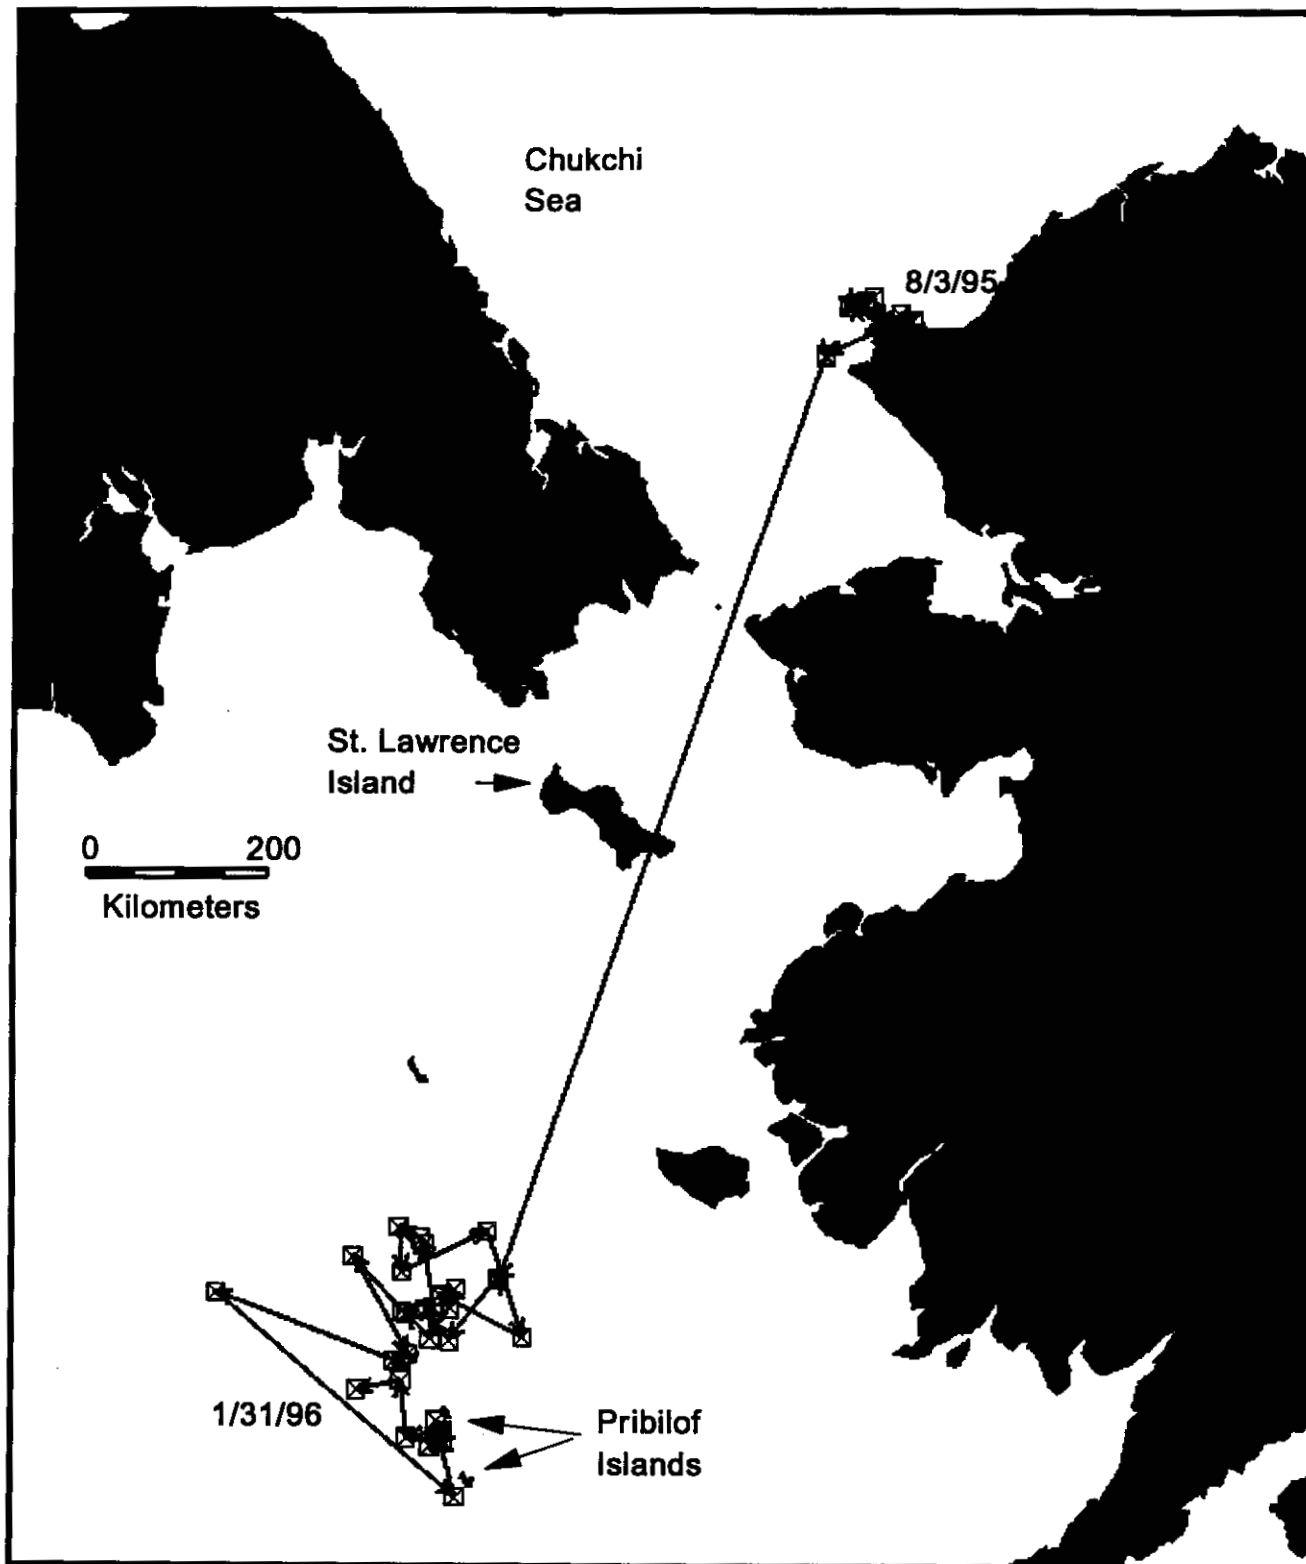 Chukchi
Sea
8/3/95
St. Lawrence
Island
0 200
Kilometers
1/31/96
Pribilof
Islands